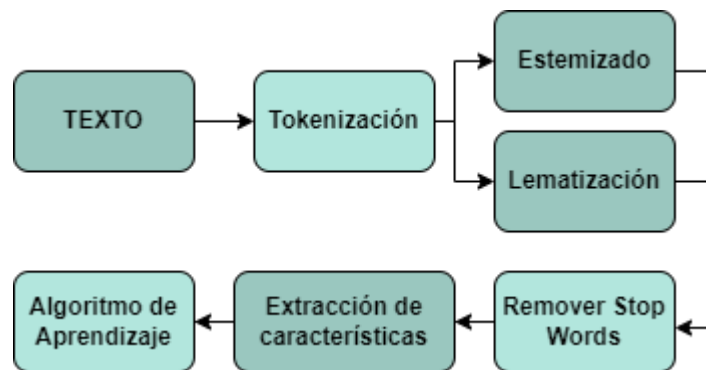 TEXTO
Tokenización
Estemizado
Lematización
Remover Stop
Words
Extracción de
características
Algoritmo de
Aprendizaje